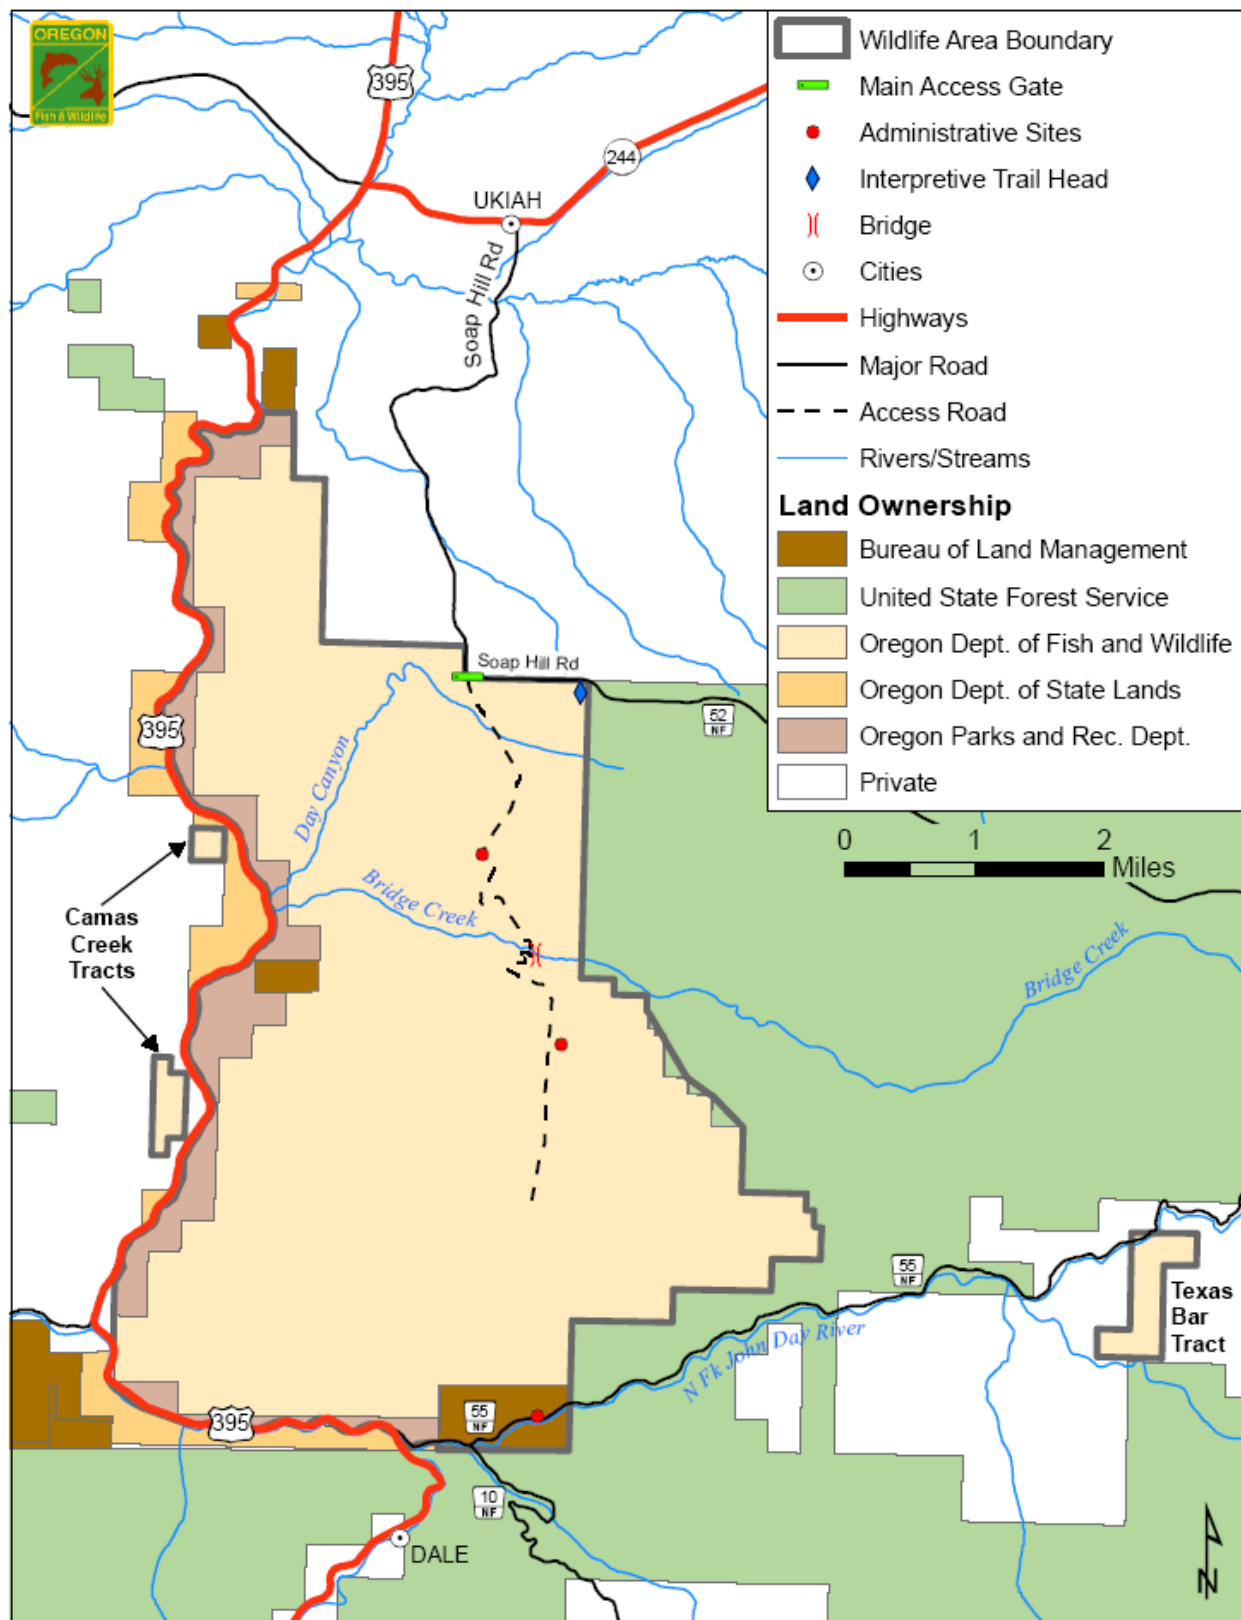 OREGON
Fish & Wildlife
395
244
UKIAH
Soap Hill Rd
Wildlife Area Boundary
Main Access Gate
Administrative Sites
Interpretive Trail Head
Bridge
Cities
Highways
Major Road
Access Road
Rivers/Streams
Land Ownership
Bureau of Land Management
United State Forest Service
Oregon Dept. of Fish and Wildlife
Oregon Dept. of State Lands
Oregon Parks and Rec. Dept.
Private
0 1 2
Miles
Soap Hill Rd
52
NF
395
Day Canyon
Bridge Creek
Camas
Creek
Tracts
Bridge Creek
55
NF
Texas
Bar
Tract
N Fk John Day River
395
55
NF
10
NF
DALE
N